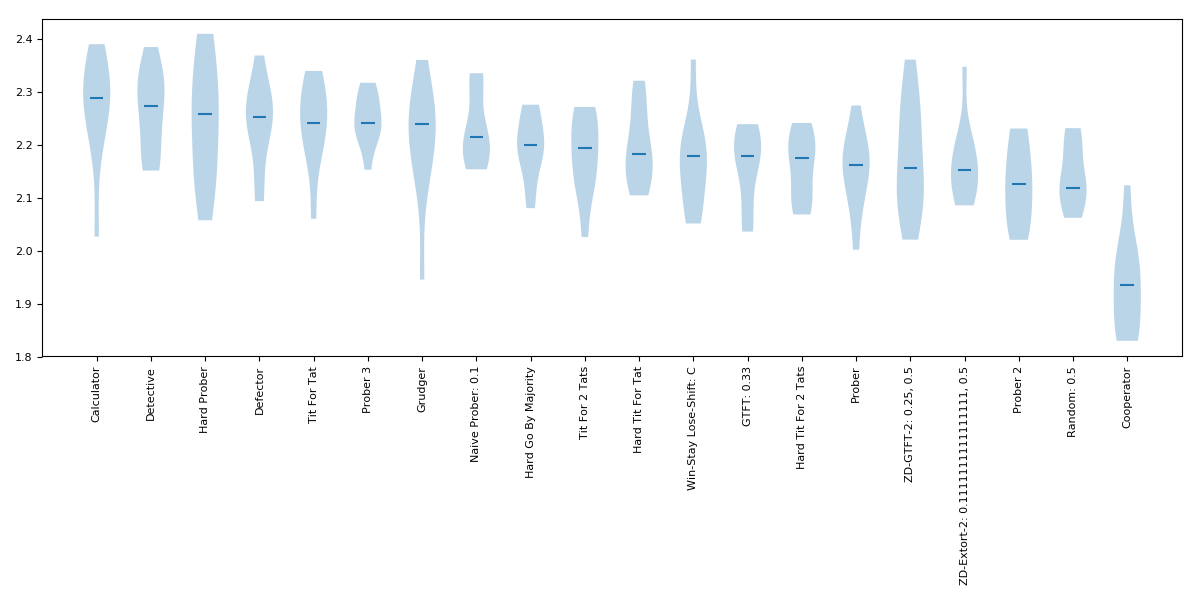 2.4
2.3
2.2
2.1
2.0
1.9
1.8
Calculator
Detective
Hard Prober
Defector
Tit For Tat
Prober 3
Grudger
Naive Prober: 0.1
Hard Go By Majority
Tit For 2 Tats
Hard Tit For Tat
Win-Stay Lose-Shift: C
GTFT: 0.33
Hard Tit For 2 Tats
Prober
ZD-GTFT-2: 0.25, 0.5
ZD-Extort-2: 0.1111111111111111, 0.5
Prober 2
Random: 0.5
Cooperator